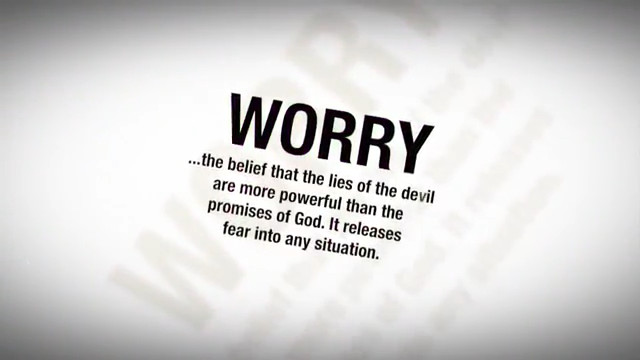 WORRY
...the belief that the lies of the devil
are more powerful than the
promises of God. It releases
fear into any situation.